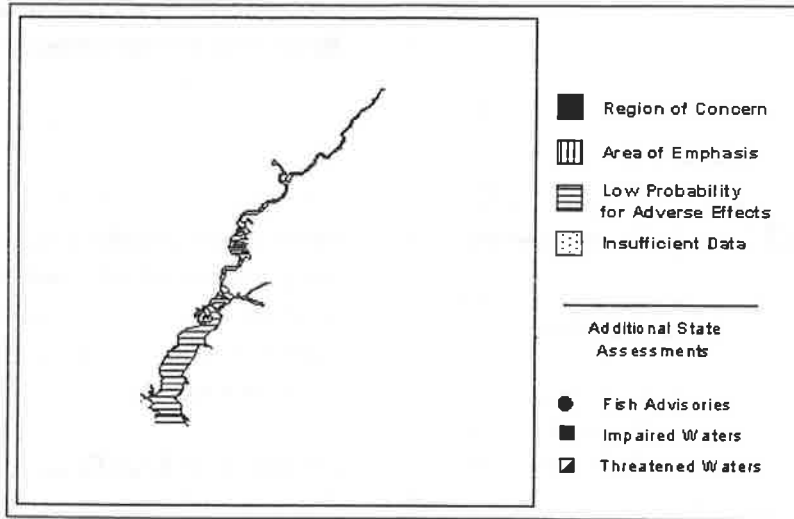 Region of Concern
Area of Emphasis
Low Probability
for Adverse Effects
Insufficient Data
Additional State
Assessments
Fish Advisories
Impaired Waters
Threatened Waters